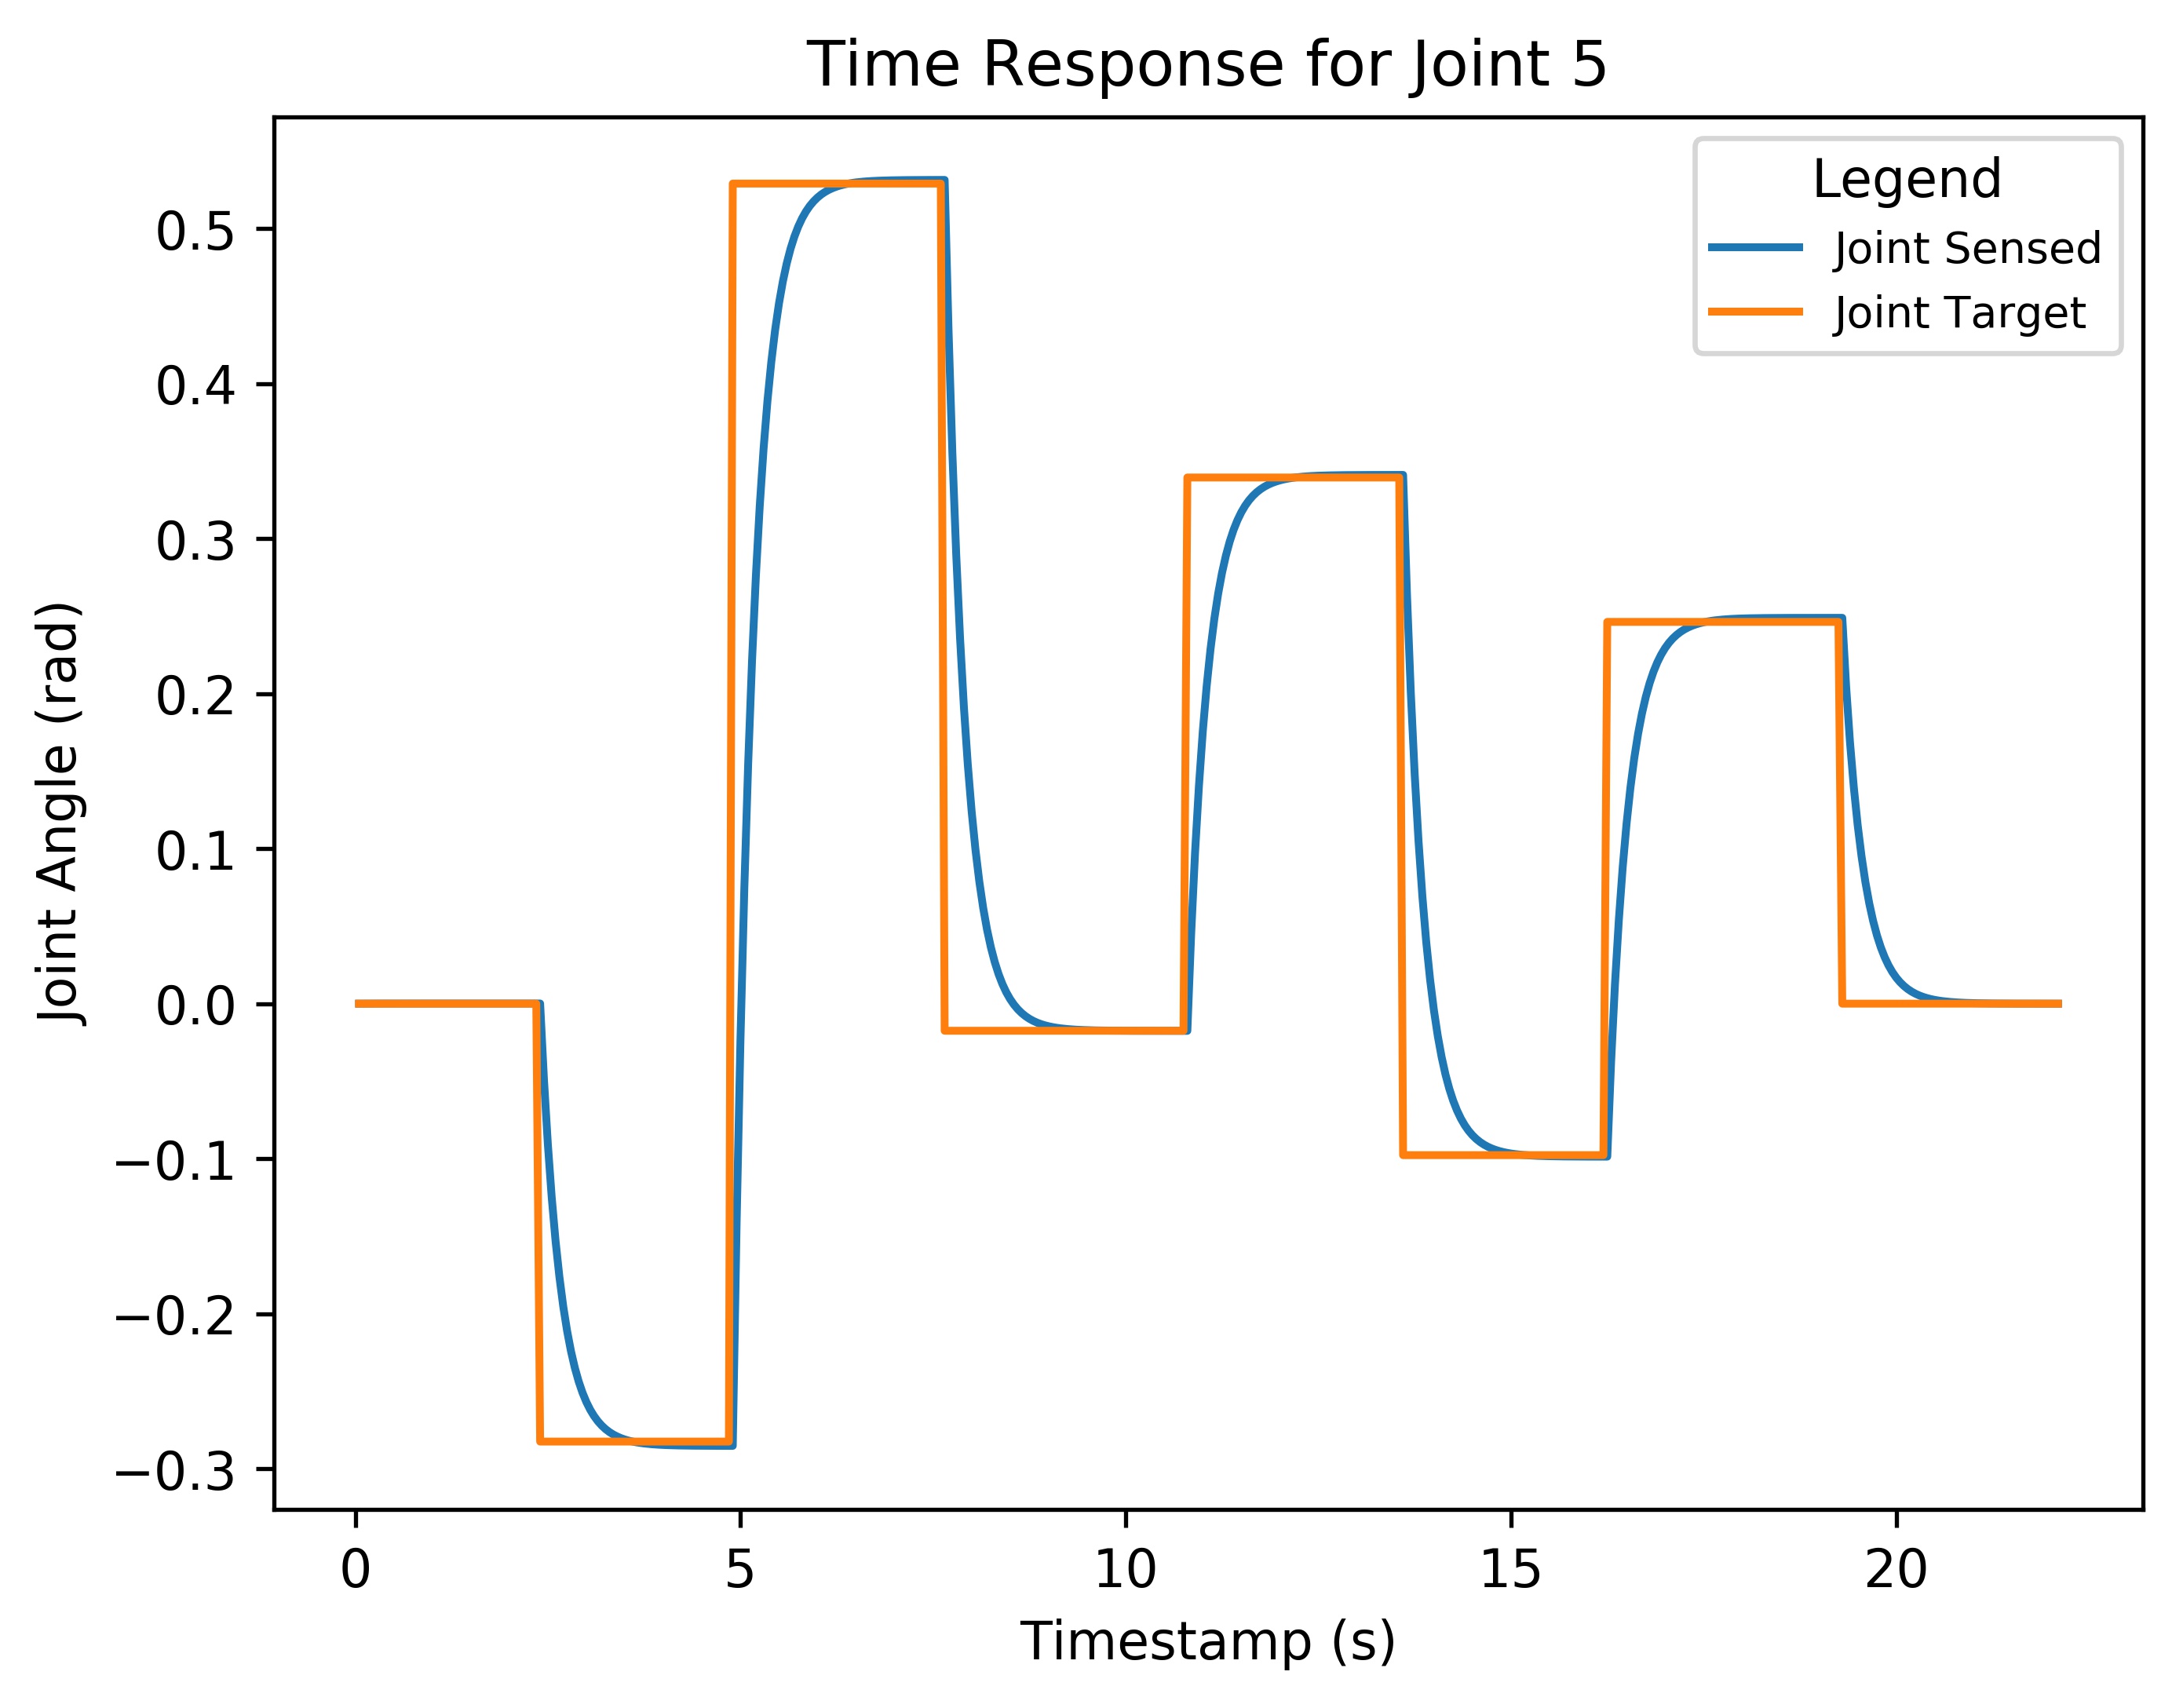 Time Response for Joint 5
Legend
Joint Sensed
Joint Target
Joint Angle (rad)
0.5
0.4
0.3
0.2
0.1
0.0
−0.1
−0.2
−0.3
0 5 10 15 20
Timestamp (s)